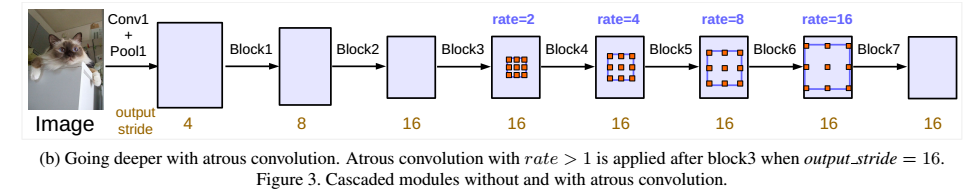 Conv1
+
Pool1
Block1
Block2
Block3
rate=2
Block4
rate=4
Block5
rate=8
Block6
rate=16
Block7
Image
output
stride
4
8
16
16
16
16
16
16
(b) Going deeper with atrous convolution. Atrous convolution with rate > 1 is applied after block3 when output_stride = 16.
Figure 3. Cascaded modules without and with atrous convolution.